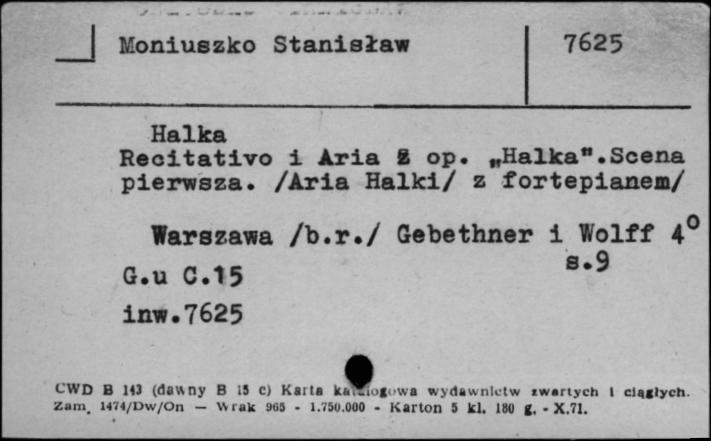 Moniuszko Stanisław 7625
Halka
Recitativo i Aria z op. „Halka".Scena
pierwsza. /Aria Halki/ z fortepianem/
Warszawa /b.r./ Gebethner i Wolff 4°
s.9
G.u C.15
inw.7625
CWD B 143 (dawny B 15 c) Karta katalogowa wydawnictw zwartych i ciągłych.
Zam. 1474/Dw/On — Wrak 965 - 1.750.000 - Karton 5 kl. 180 g. - X.71.